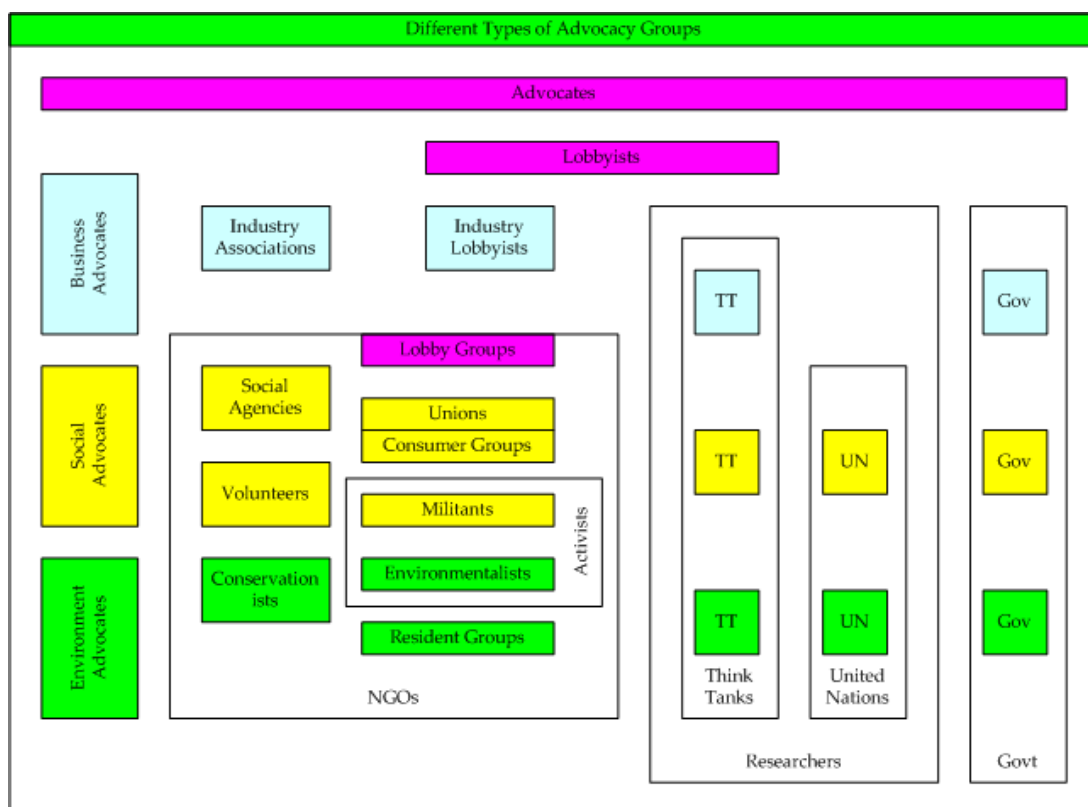 Different Types of Advocacy Groups
Advocates
Lobbyists
Business
Advocates
Industry
Associations
Industry
Lobbyists
TT
Gov
Lobby Groups
Social
Advocates
Social
Agencies
Unions
Consumer Groups
Volunteers
Militants
Activists
TT
UN
Gov
Environment
Advocates
Conservation
ists
Environmentalists
Resident Groups
NGOs
TT
UN
Gov
Think
Tanks
United
Nations
Researchers
Govt